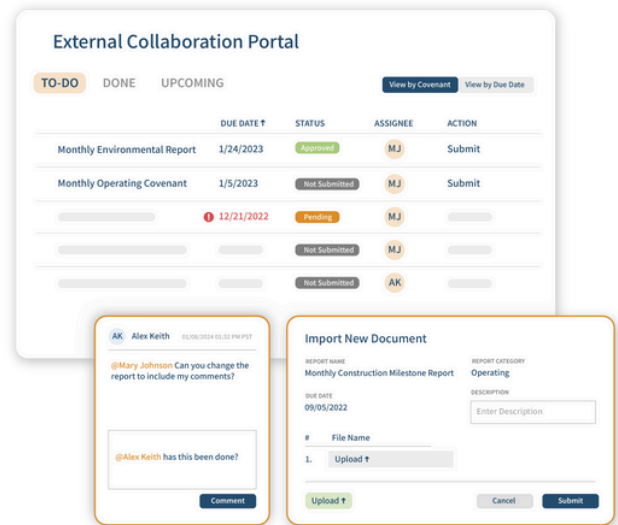 External Collaboration Portal
TO-DO DONE UPCOMING
View by Covenant View by Due Date
DUE DATE ↑ STATUS ASSIGNEE ACTION
Monthly Environmental Report 1/24/2023 Approved MJ Submit
Monthly Operating Covenant 1/5/2023 Not Submitted MJ Submit
12/21/2022 Pending MJ
Not Submitted MJ
Not Submitted AK
AK Alex Keith 01/08/2024 01:32 PM PST
@Mary Johnson Can you change the
report to include my comments?
@Alex Keith has this been done?
Comment
Import New Document
REPORT NAME REPORT CATEGORY
Monthly Construction Milestone Report Operating
DUE DATE DESCRIPTION
09/05/2022
Enter Description
# File Name
1. Upload ↑
Upload ↑ Cancel Submit